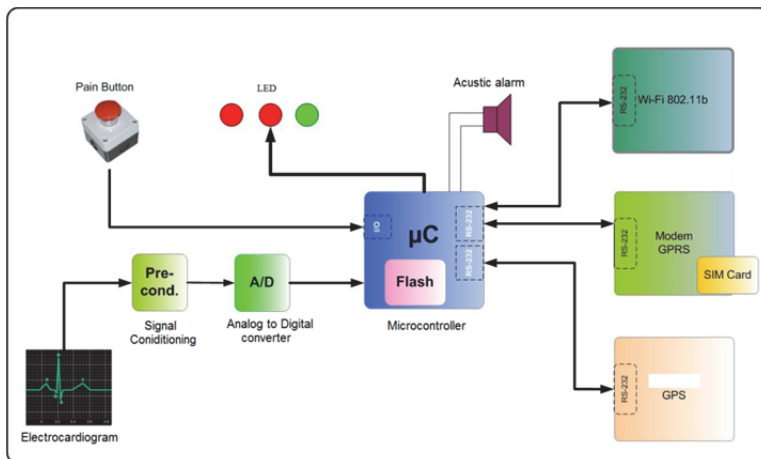 Pain Button
LED
Acustic alarm
RS-232
Wi-Fi 802.11b
I/O
µC
RS-232
RS-232
Flash
Microcontroller
RS-232
Modem
GPRS
SIM Card
Pre-
cond.
Signal
Coniditioning
A/D
Analog to Digital
converter
Electrocardiogram
RS-232
GPS